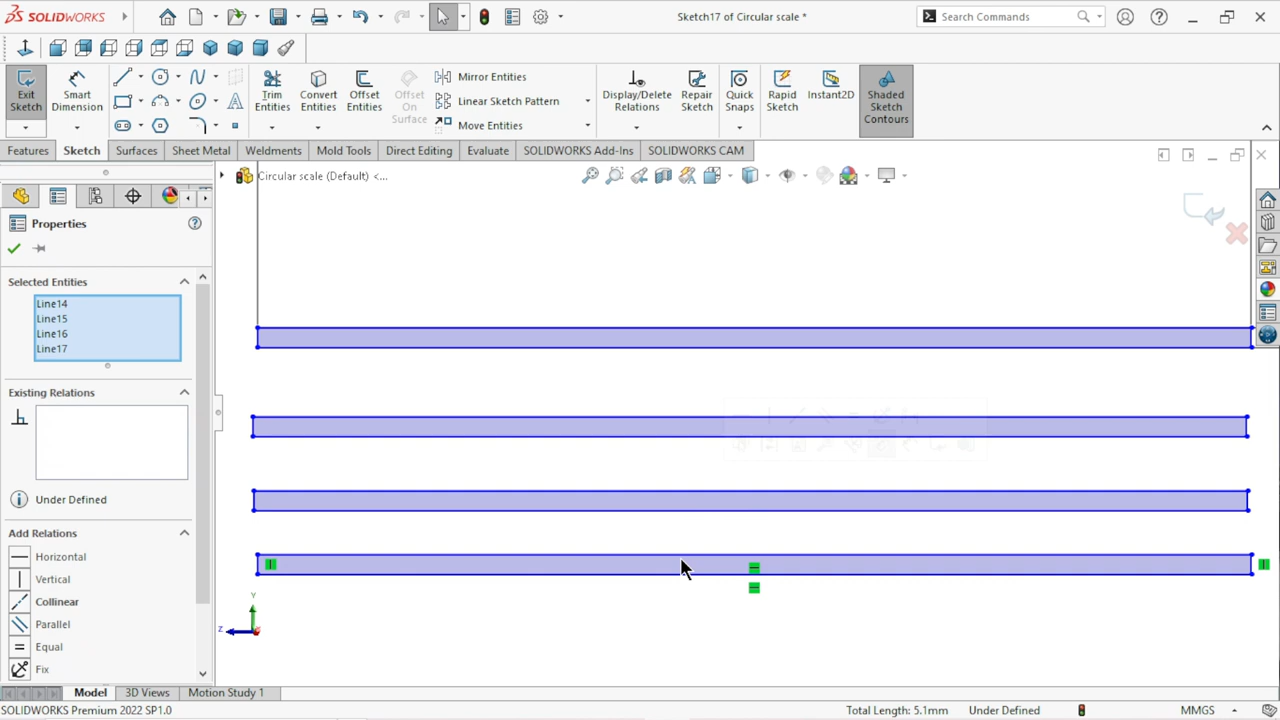 SOLIDWORKS
Sketch17 of Circular scale *
Search Commands
Exit Sketch
Smart Dimension
Trim Entities
Convert Entities
Offset Entities
Offset On Surface
Mirror Entities
Linear Sketch Pattern
Move Entities
Display/Delete Relations
Repair Sketch
Quick Snaps
Rapid Sketch
Instant2D
Shaded Sketch Contours
Features
Sketch
Surfaces
Sheet Metal
Weldments
Mold Tools
Direct Editing
Evaluate
SOLIDWORKS Add-Ins
SOLIDWORKS CAM
Circular scale (Default) <...
Properties
Selected Entities
Line14
Line15
Line16
Line17
Existing Relations
Under Defined
Add Relations
Horizontal
Vertical
Collinear
Parallel
Equal
Fix
Y
Z
Model
3D Views
Motion Study 1
SOLIDWORKS Premium 2022 SP1.0
Total Length: 5.1mm
Under Defined
MMGS